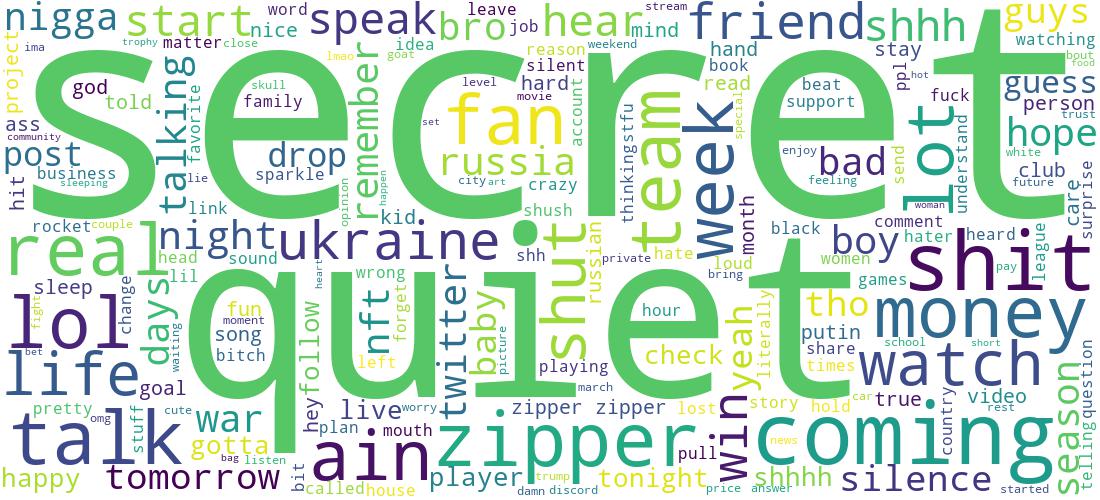 nigga
start
word
nice
speak
bro
leave
job
hear
mind
friend
stream
shhh
guys
watching
ima
trophy
matter
close
lmao
idea
goat
reason
weekend
silent
hand
book
stay
ppl
hot
bout
food
project
god
told
talking
skull
family
favorite
remember
level
hard
movie
read
account
special
beat
support
fuck
guess
person
trust
secret
ass
community
set
fan
thinking
stfu
team
week
lot
understand
hope
white
post
business
sleeping
drop
sparkle
lie
opinion
happen
russia
city
art
crazy
enjoy
bad
feeling
send
club
future
hit
link
kid
shush
month
woman
care
surprise
rocket
couple
real
head
lil
night
sound
ukraine
shh
russian
private
hate
loud
bring
black
women
boy
comment
hater
heard
games
league
pay
shit
sleep
change
days
heart
wrong
forget
shut
lol
fight
fun
moment
song
bitch
follow
nft
twitter
baby
picture
quiet
hour
yeah
literally
tho
putin
share
times
school
money
short
bet
waiting
left
playing
check
watch
life
goal
march
pretty
omg
cute
stuff
war
hey
live
worry
plan
mouth
zipper zipper
lost
story
hold
car
true
country
video
rest
season
question
telling
talk
gotta
bag
listen
ain
zipper
pull
win
news
coming
happy
tomorrow
bit
called
house
player
damn
discord
trump
tonight
price
answer
shhhh
silence
started